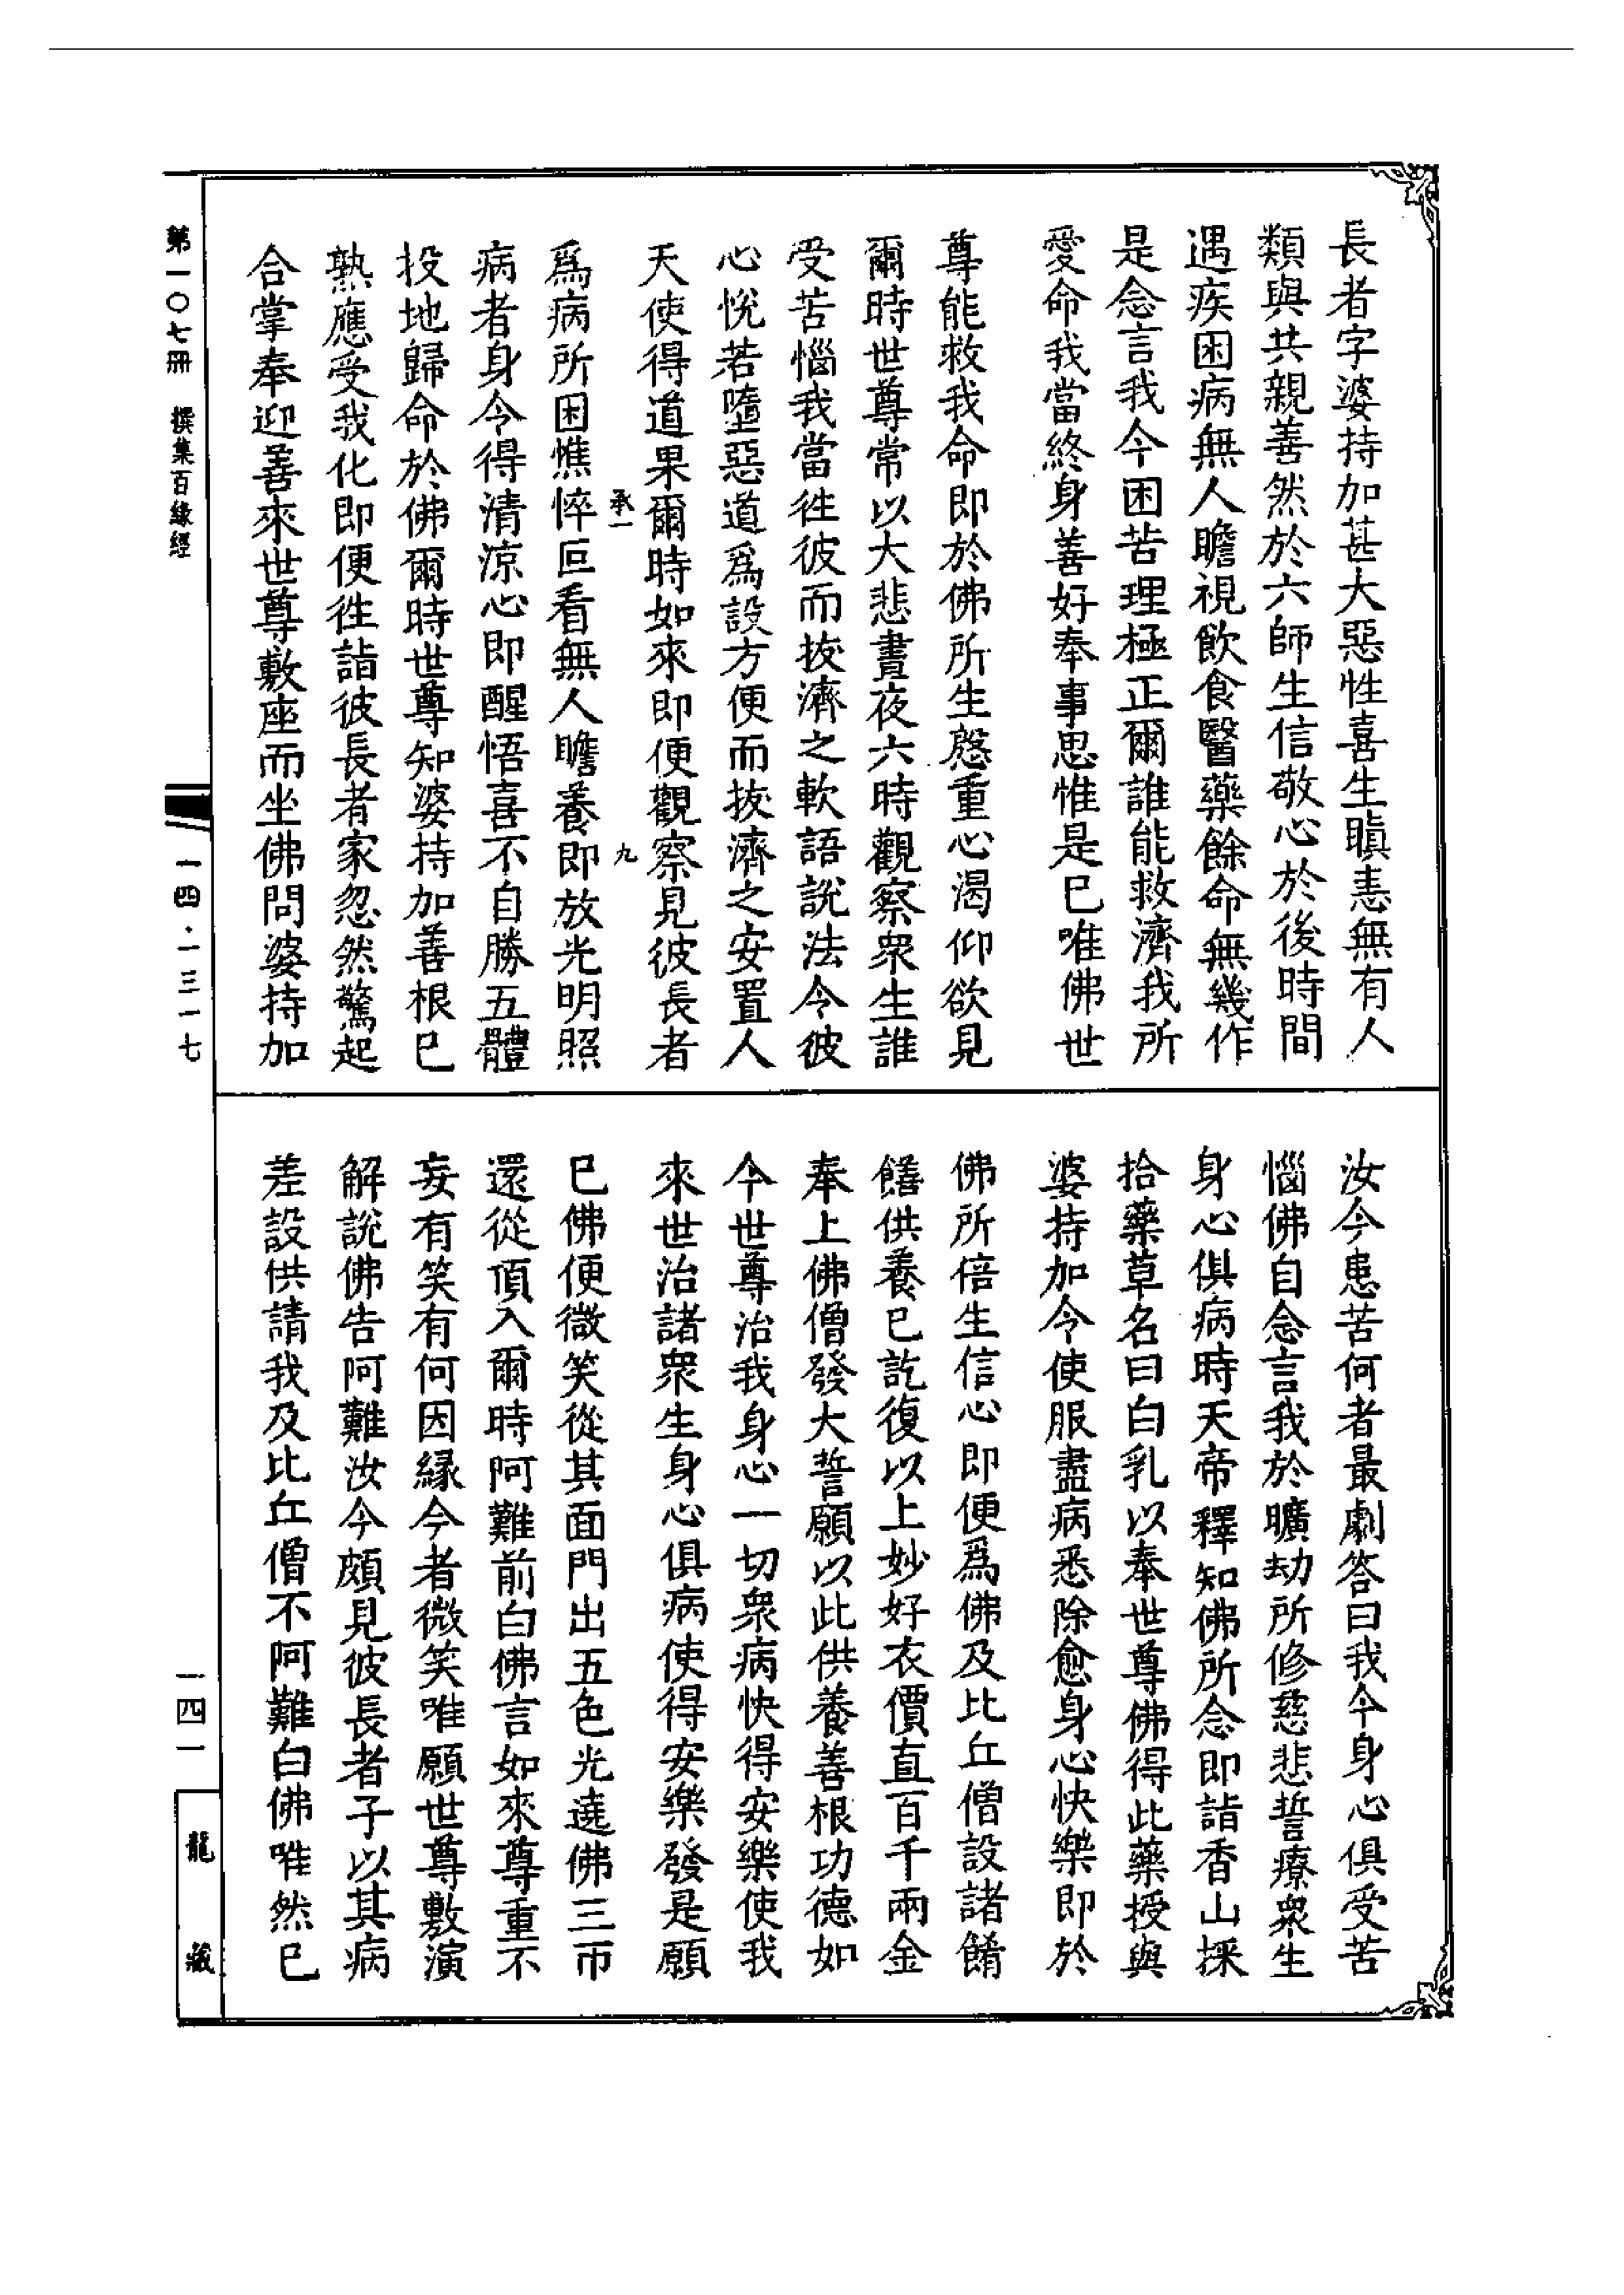 長者字婆持加甚大惡性喜生瞋恚無有人
類與共親善然於六師生信敬心於後時間
遇疾困病無人瞻視飲食醫藥餘命無幾作
是念言我今困苦理極正爾誰能救濟我所
愛命我當終身善好奉事思惟是已唯佛世
尊能救我命即於佛所生慇重心渴仰欲見
爾時世尊常以大悲晝夜六時觀察衆生誰
受苦惱我當往彼而拔濟之軟語說法令彼
心悅若墮惡道爲設方便而拔濟之安置人
天使得道果爾時如來即便觀察見彼長者
承一
九
爲病所困憔悴叵看無人瞻養即放光明照
病者身令得清涼心即醒悟喜不自勝五體
投地歸命於佛爾時世尊知婆持加善根已
熟應受我化即便往詣彼長者家忽然驚起
合掌奉迎善來世尊敷座而坐佛問婆持加
汝今患苦何者最劇答曰我今身心俱受苦
惱佛自念言我於曠劫所修慈悲誓療衆生
身心俱病時天帝釋知佛所念即詣香山採
拾藥草名曰白乳以奉世尊佛得此藥授與
婆持加今使服盡病悉除愈身心快樂即於
佛所倍生信心即便爲佛及比丘僧設諸餚
饍供養已訖復以上妙好衣價直百千兩金
奉上佛僧發大誓願以此供養善根功德如
今世尊治我身心一切衆病快得安樂使我
來世治諸衆生身心俱病使得安樂發是願
已佛便微笑從其面門出五色光遶佛三帀
還從頂入爾時阿難前白佛言如來尊重不
妄有笑有何因緣今者微笑唯願世尊敷演
解說佛告阿難汝今頗見彼長者子以其病
差設供請我及比丘僧不阿難白佛唯然已
第一〇七冊 撰集百緣經
一四·一三一七
一四一
龍藏